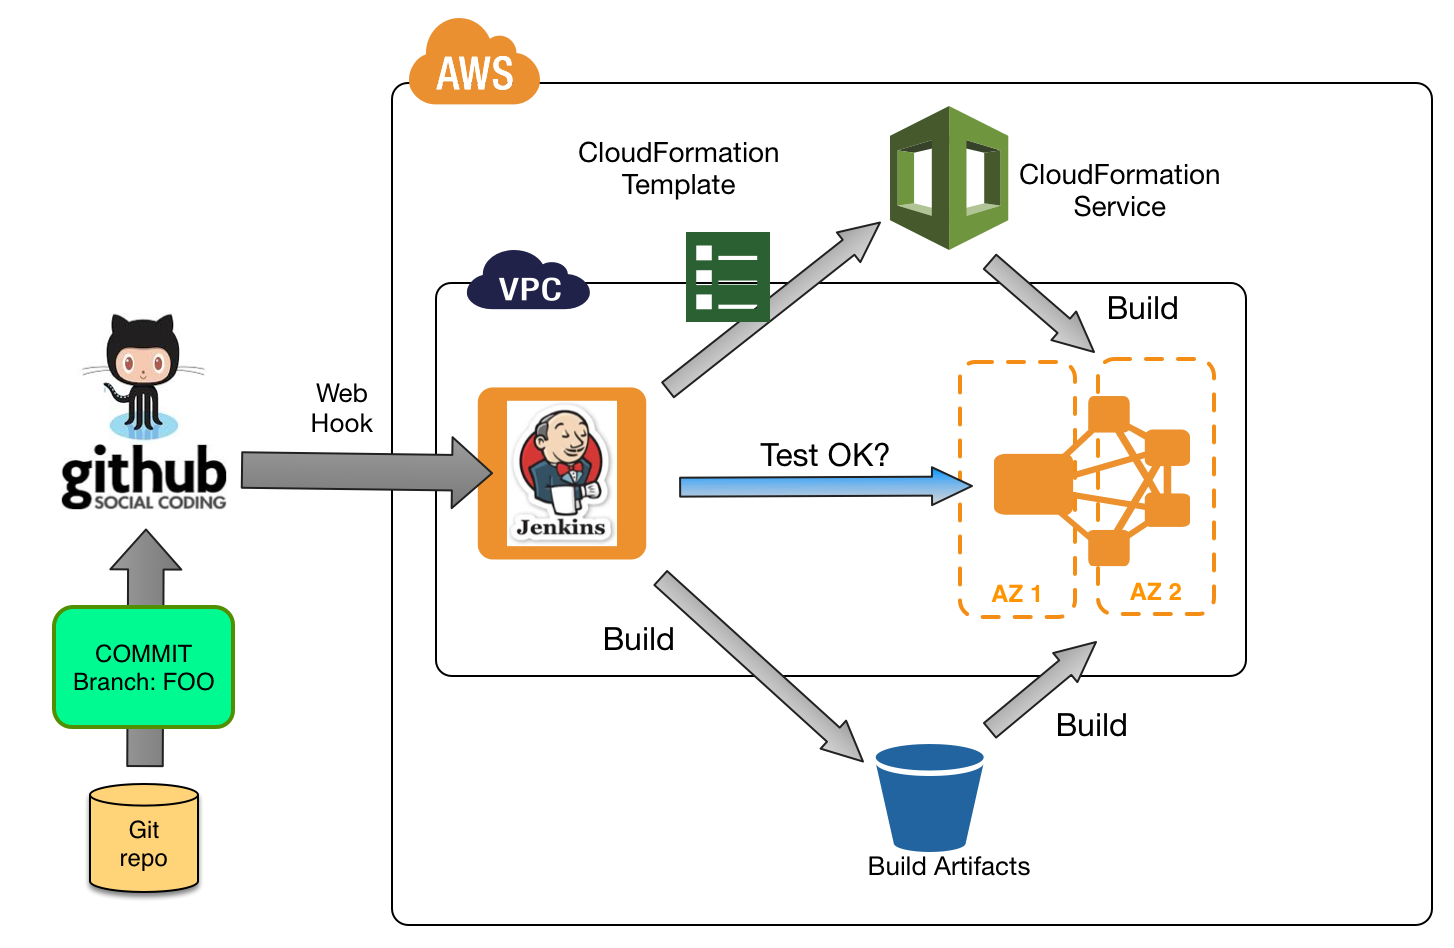 AWS
CloudFormation
Template
CloudFormation
Service
VPC
Build
Web
Hook
github
SOCIAL CODING
Jenkins
Test OK?
AZ 1
AZ 2
COMMIT
Branch: FOO
Build
Build
Git
repo
Build Artifacts